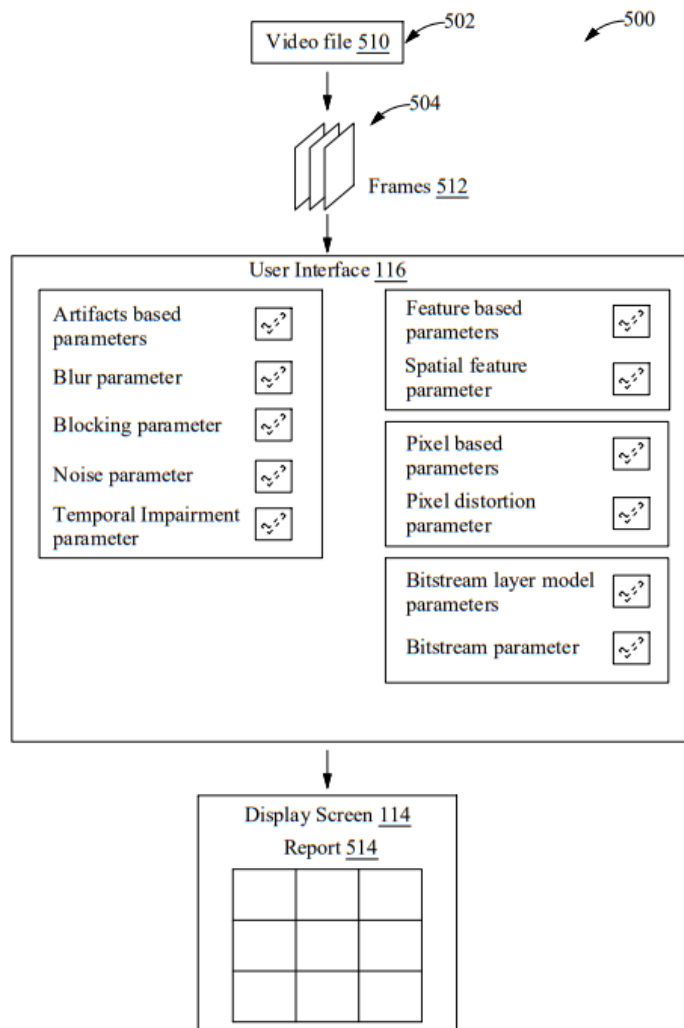 Video file 510
502
500
504
Frames 512
User Interface 116
Artifacts based
parameters
Blur parameter
Blocking parameter
Noise parameter
Temporal Impairment
parameter
Feature based
parameters
Spatial feature
parameter
Pixel based
parameters
Pixel distortion
parameter
Bitstream layer model
parameters
Bitstream parameter
Display Screen 114
Report 514